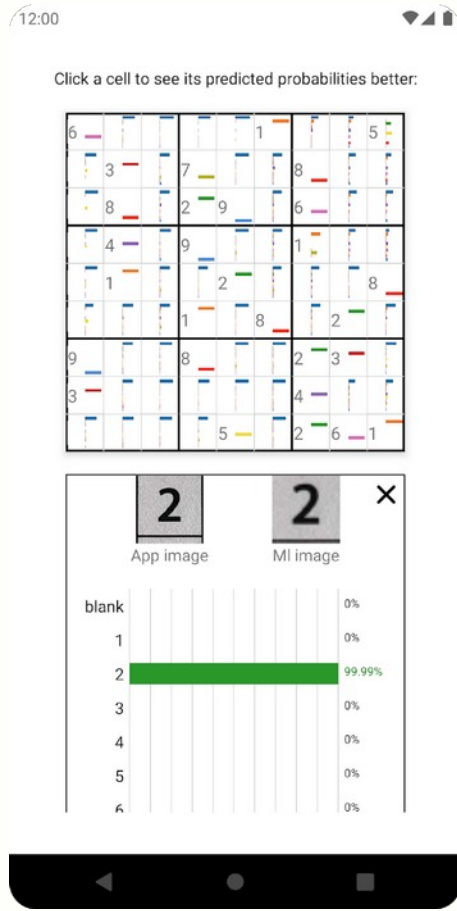 12:00
Click a cell to see its predicted probabilities better:
6 1 5
3 7 8
8 2 9 6
4 9 1
1 2 8
1 8 2
9 8 2 3
3 4
5 2 6 1
2 2
App image Ml image
blank 0%
1 0%
2 99.99%
3 0%
4 0%
5 0%
6 0%